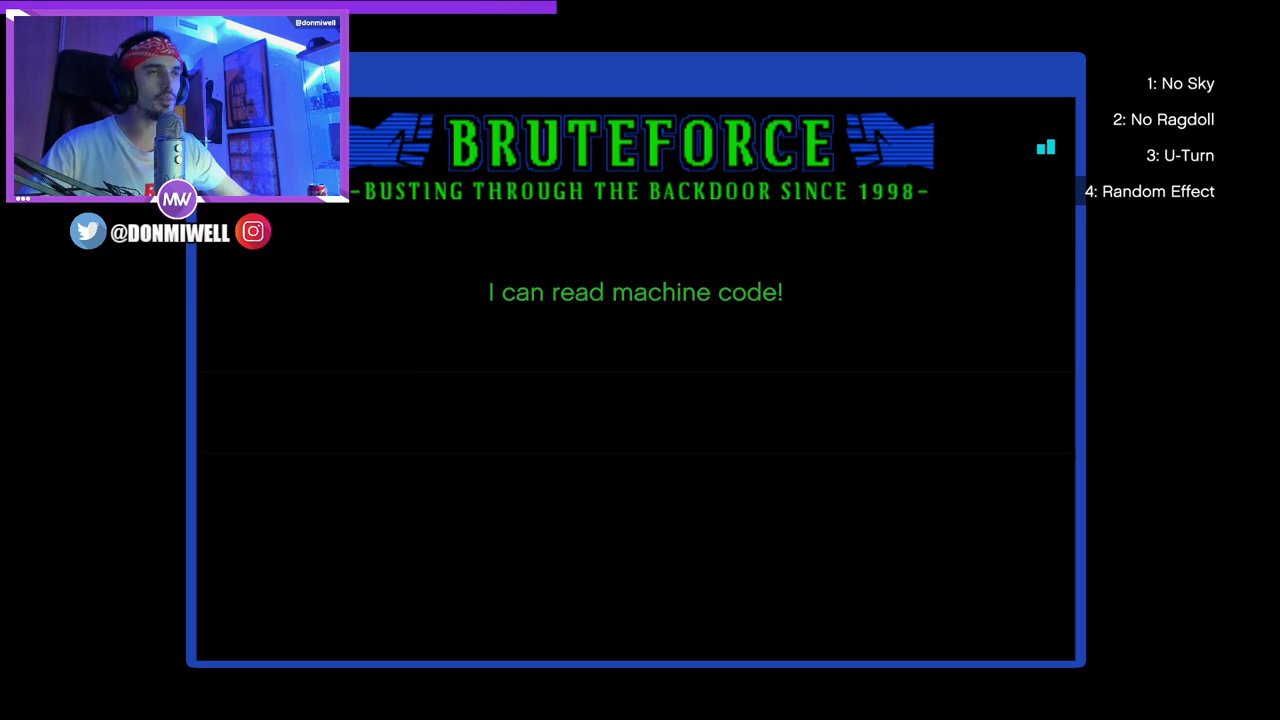 @donmiwell
MW
@DONMIWELL
BRUTEFORCE
-BUSTING THROUGH THE BACKDOOR SINCE 1998-
I can read machine code!
1: No Sky
2: No Ragdoll
3: U-Turn
4: Random Effect